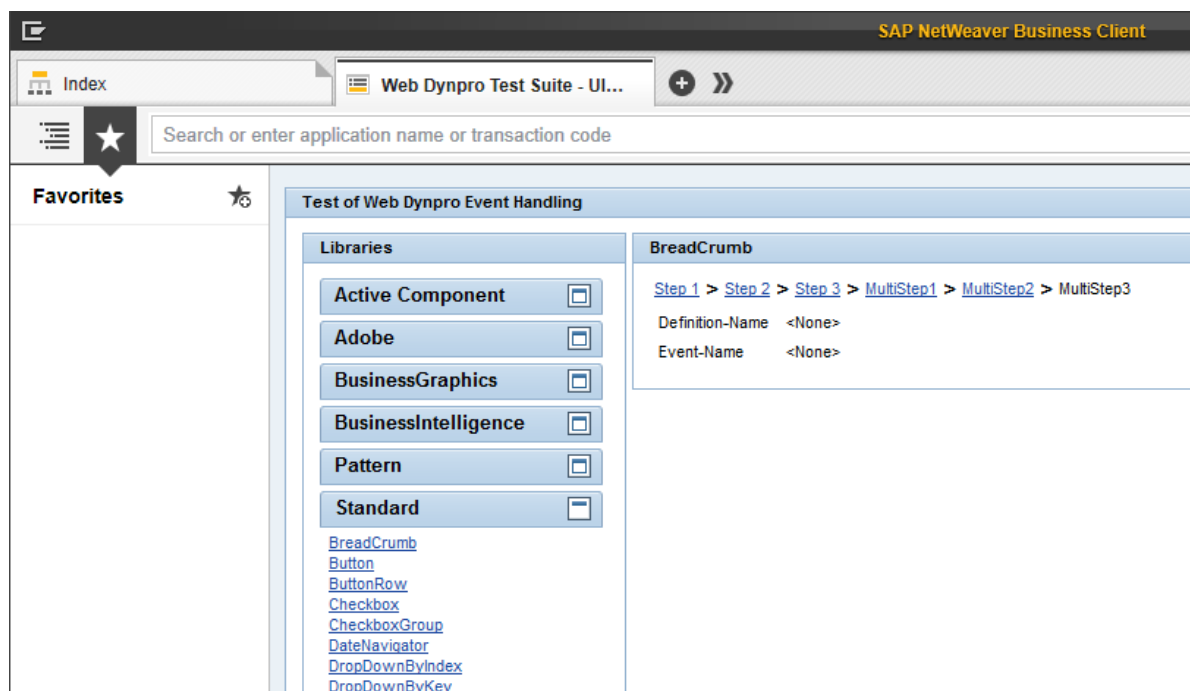 SAP NetWeaver Business Client
Index
Web Dynpro Test Suite - UI...
Search or enter application name or transaction code
Favorites
Test of Web Dynpro Event Handling
Libraries
Active Component
Adobe
BusinessGraphics
BusinessIntelligence
Pattern
Standard
BreadCrumb
Button
ButtonRow
Checkbox
CheckboxGroup
DateNavigator
DropDownByIndex
DropDownByKey
BreadCrumb
Step 1 > Step 2 > Step 3 > MultiStep1 > MultiStep2 > MultiStep3
Definition-Name <None>
Event-Name <None>